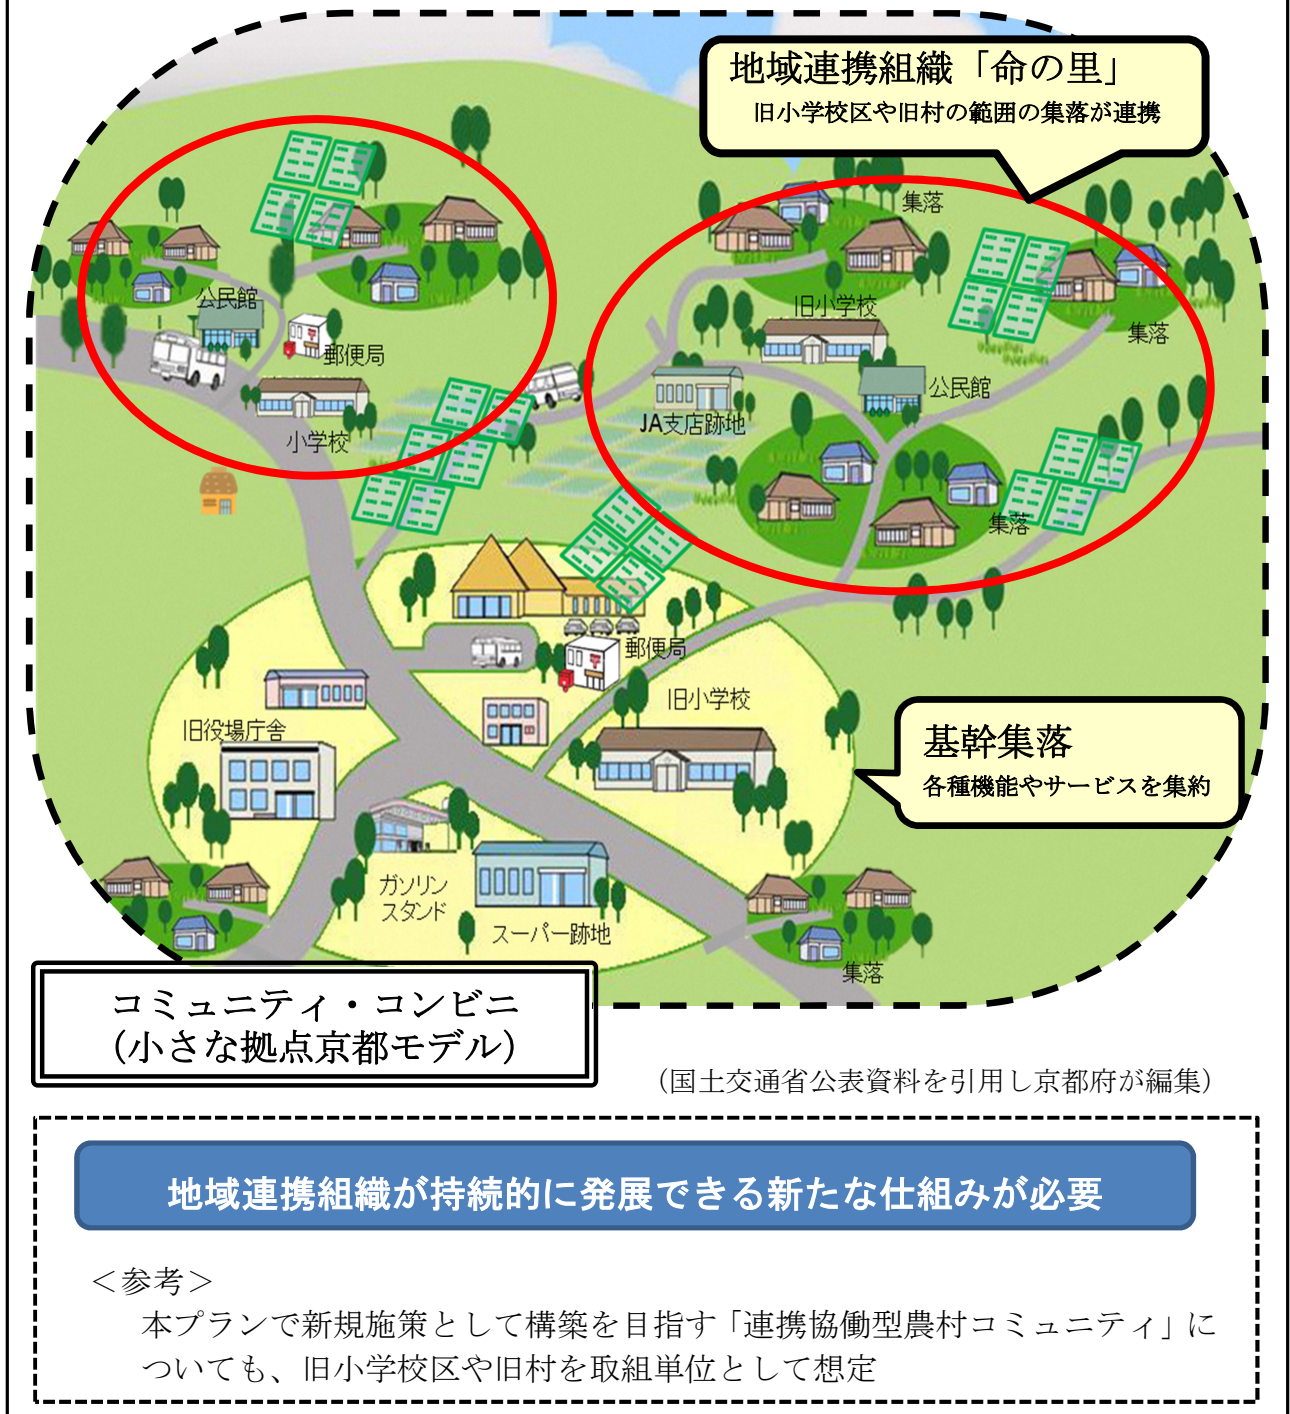 地域連携組織「命の里」
旧小学校区や旧村の範囲の集落が連携
集落
公民館
旧小学校
集落
郵便局
公民館
JA支店跡地
小学校
集落
郵便局
旧小学校
旧役場庁舎
基幹集落
各種機能やサービスを集約
ガソリン
スタンド
スーパー跡地
集落
コミュニティ・コンビニ
(小さな拠点京都モデル)
（国土交通省公表資料を引用し京都府が編集）
地域連携組織が持続的に発展できる新たな仕組みが必要
＜参考＞
本プランで新規施策として構築を目指す「連携協働型農村コミュニティ」に
ついても、旧小学校区や旧村を取組単位として想定